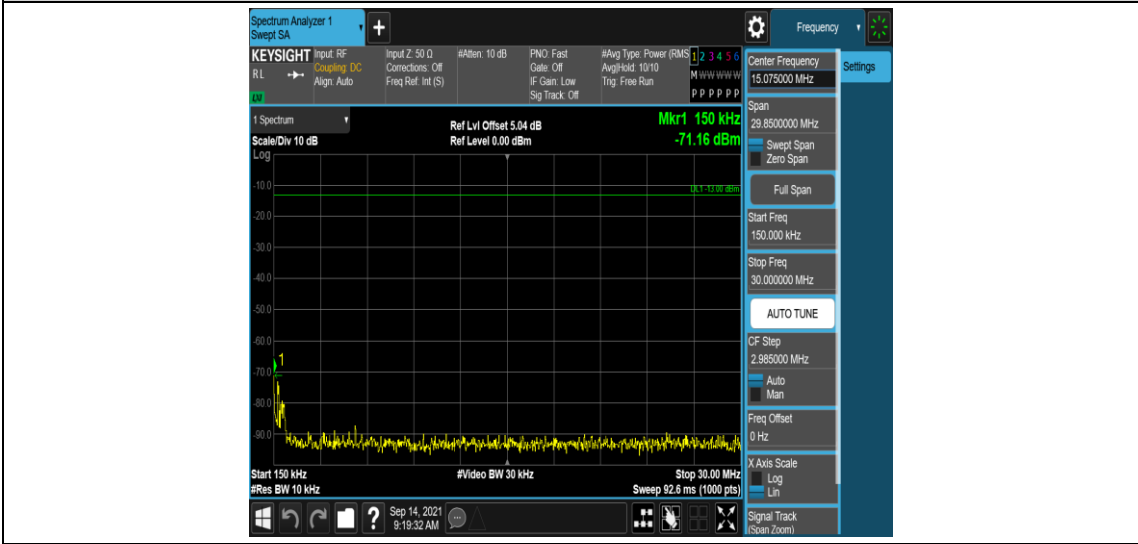 Spectrum Analyzer 1
Swept SA
+
Frequency
KEYSIGHT
RL
LXI
Input: RF
Coupling: DC
Align: Auto
Input Z: 50 Ω
Corrections: Off
Freq Ref: Int (S)
#Atten: 10 dB
PNO: Fast
Gate: Off
IF Gain: Low
Sig Track: Off
#Avg Type: Power (RMS
Avg|Hold: 10/10
Trig: Free Run
1 2 3 4 5 6
M W W W W W
P P P P P P
1 Spectrum
Scale/Div 10 dB
Log
Ref Lvl Offset 5.04 dB
Ref Level 0.00 dBm
Mkr1 150 kHz
-71.16 dBm
DL1 -13.00 dBm
-10.0
-20.0
-30.0
-40.0
-50.0
-60.0
-70.0
-80.0
-90.0
1
Start 150 kHz
#Res BW 10 kHz
#Video BW 30 kHz
Stop 30.00 MHz
Sweep 92.6 ms (1000 pts)
?
Sep 14, 2021
9:19:32 AM
Center Frequency
15.075000 MHz
Settings
Span
29.8500000 MHz
Swept Span
Zero Span
Full Span
Start Freq
150.000 kHz
Stop Freq
30.000000 MHz
AUTO TUNE
CF Step
2.985000 MHz
Auto
Man
Freq Offset
0 Hz
X Axis Scale
Log
Lin
Signal Track
(Span Zoom)